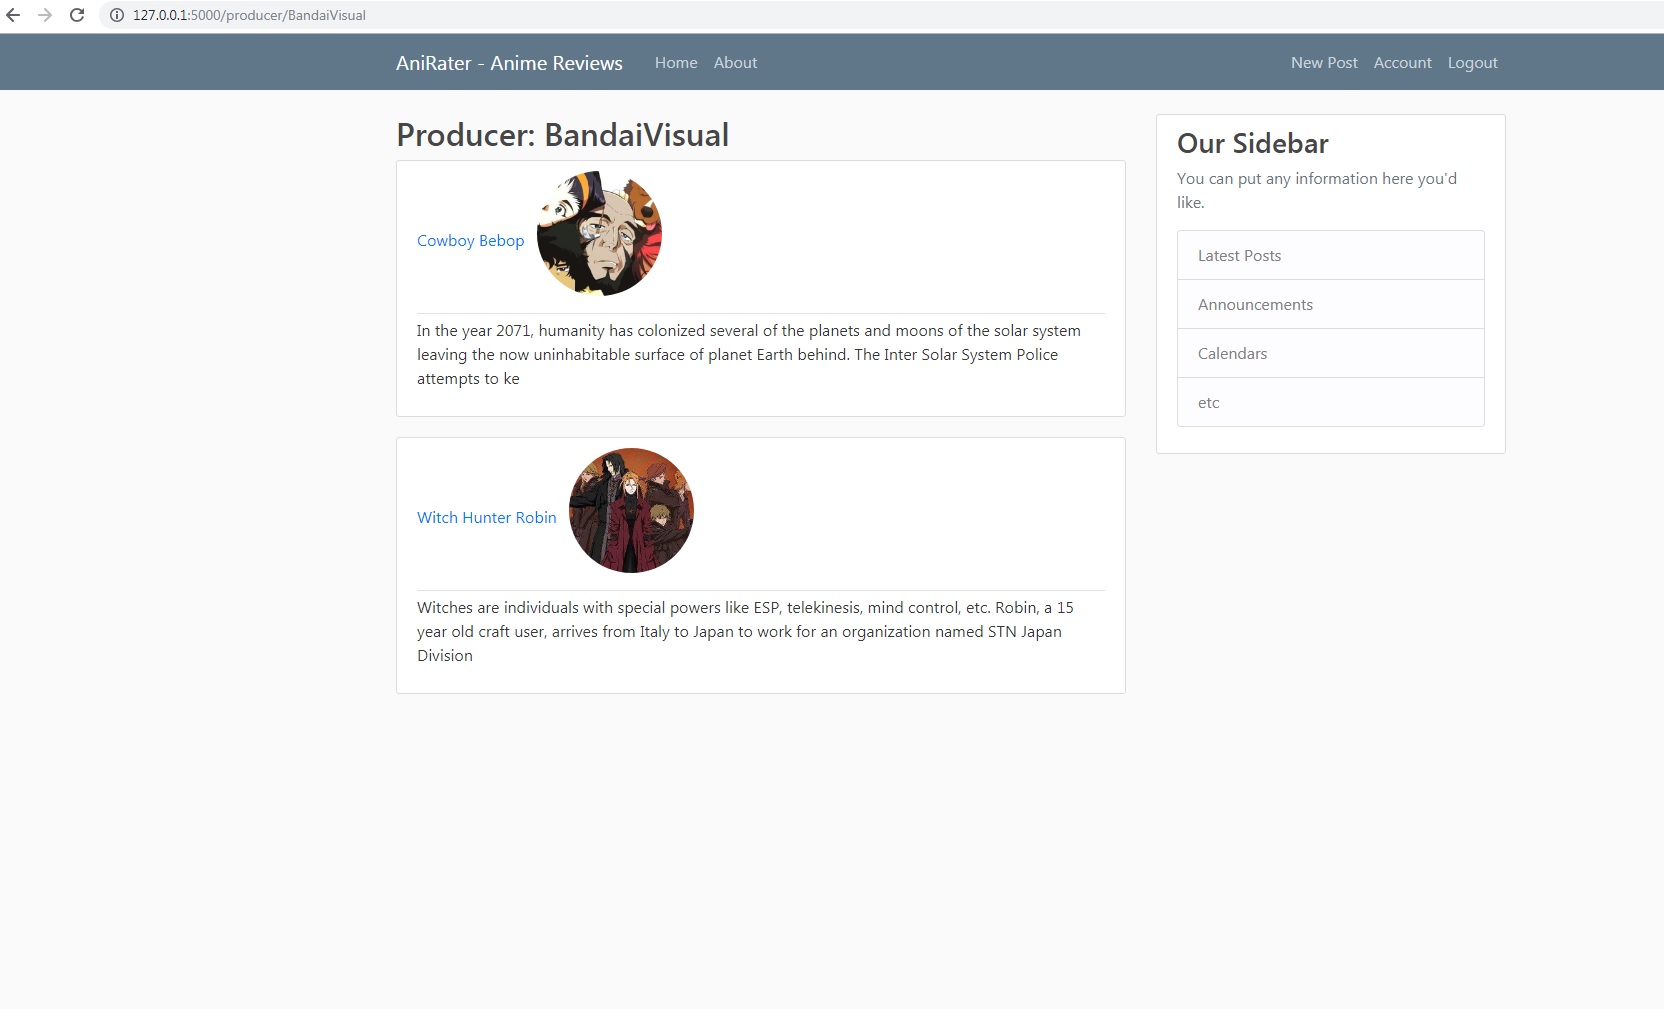 127.0.0.1:5000/producer/BandaiVisual
AniRater - Anime Reviews Home About New Post Account Logout
Producer: BandaiVisual
Cowboy Bebop
In the year 2071, humanity has colonized several of the planets and moons of the solar system
leaving the now uninhabitable surface of planet Earth behind. The Inter Solar System Police
attempts to ke
Witch Hunter Robin
Witches are individuals with special powers like ESP, telekinesis, mind control, etc. Robin, a 15
year old craft user, arrives from Italy to Japan to work for an organization named STN Japan
Division
Our Sidebar
You can put any information here you'd
like.
Latest Posts
Announcements
Calendars
etc